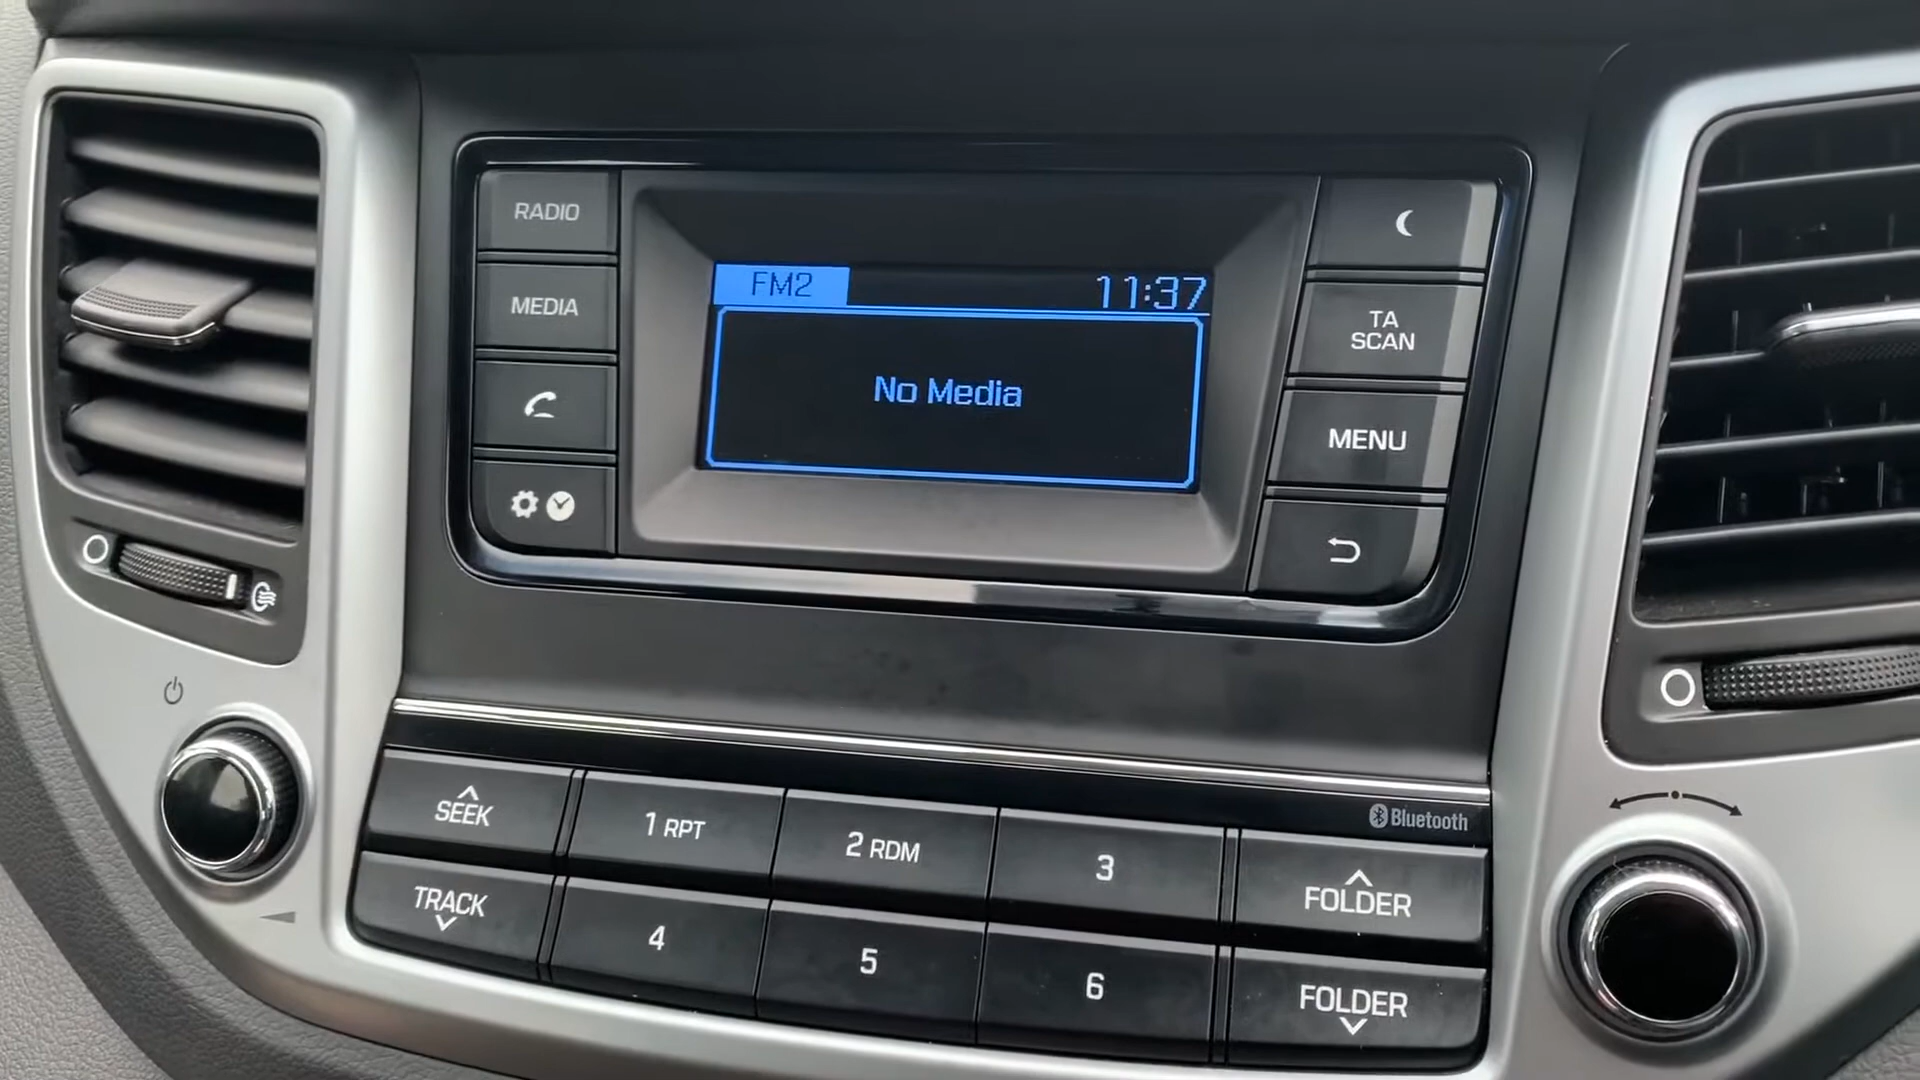 RADIO
MEDIA
FM2
11:37
No Media
TA
SCAN
MENU
Bluetooth
SEEK
1 RPT
2 RDM
3
FOLDER
TRACK
4
5
6
FOLDER